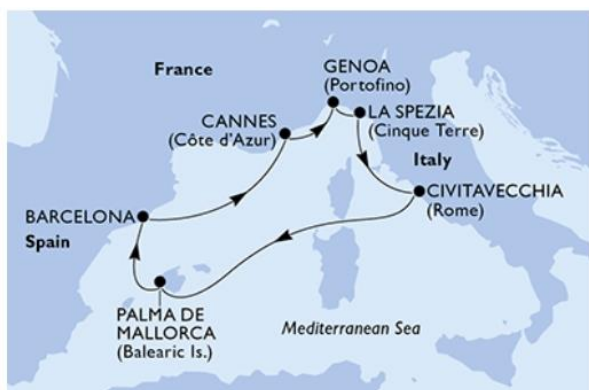 France
GENOA
(Portofino)
CANNES
(Côte d'Azur)
LA SPEZIA
(Cinque Terre)
Italy
CIVITAVECCHIA
(Rome)
BARCELONA
Spain
PALMA DE
MALLORCA
(Balearic Is.)
Mediterranean Sea